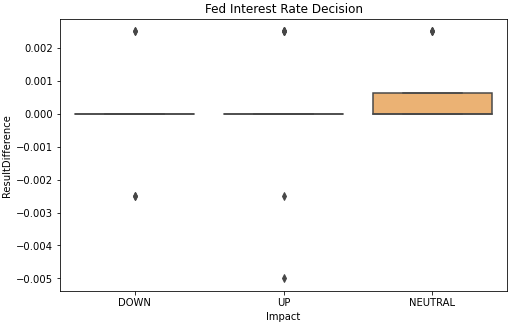 Fed Interest Rate Decision
ResultDifference
0.002
0.001
0.000
−0.001
−0.002
−0.003
−0.004
−0.005
DOWN
UP
NEUTRAL
Impact